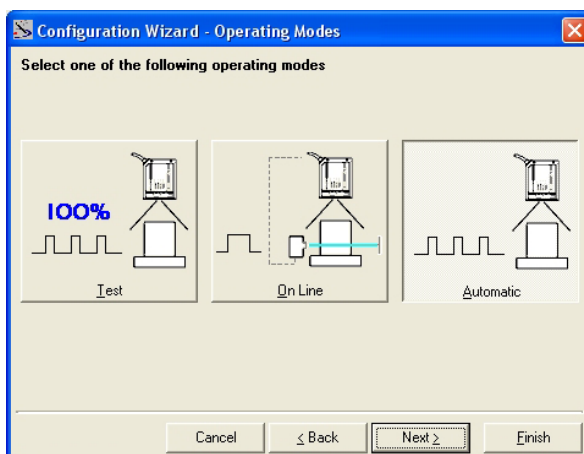 Configuration Wizard - Operating Modes
Select one of the following operating modes
100%
Test
On Line
Automatic
Cancel
< Back
Next >
Finish